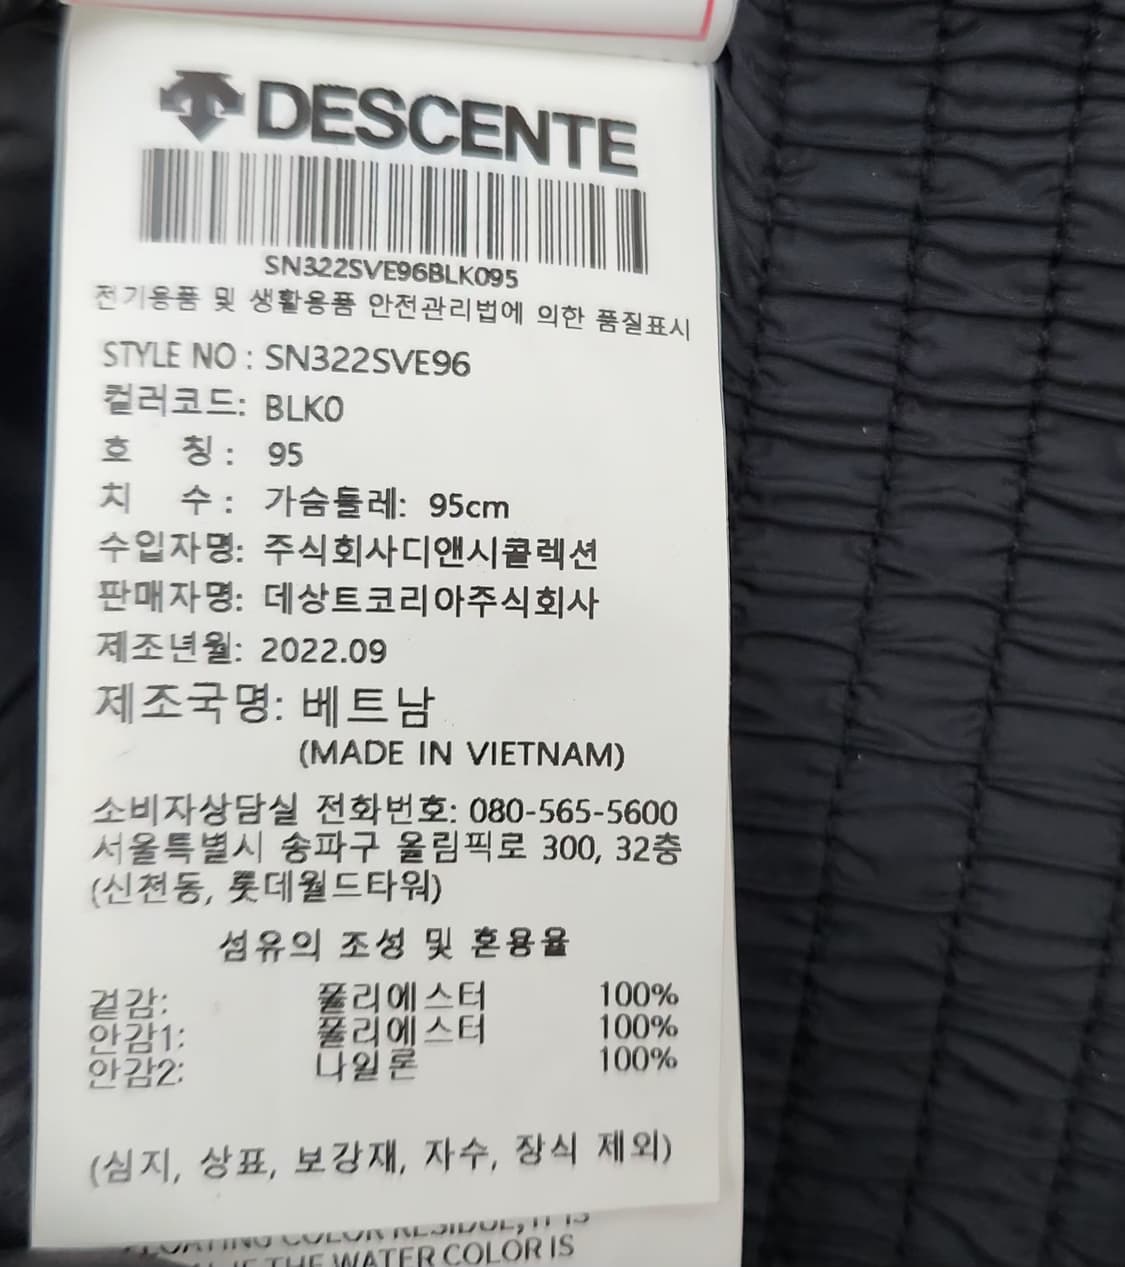 DESCENTE
SN322SVE96BLK095
전기용품 및 생활용품 안전관리법에 의한 품질표시
STYLE NO : SN322SVE96
컬러코드: BLK0
호 칭 : 95
치 수 : 가슴둘레: 95cm
수입자명: 주식회사디앤시콜렉션
판매자명: 데상트코리아주식회사
제조년월: 2022.09
제조국명: 베트남
(MADE IN VIETNAM)
소비자상담실 전화번호: 080-565-5600
서울특별시 송파구 올림픽로 300, 32층
(신천동, 롯데월드타워)
섬유의 조성 및 혼용율
겉감: 폴리에스터 100%
안감1: 폴리에스터 100%
안감2: 나일론 100%
(심지, 상표, 보강재, 자수, 장식 제외)
COLOR RESIDUE, IT IS
THE WATER COLOR IS